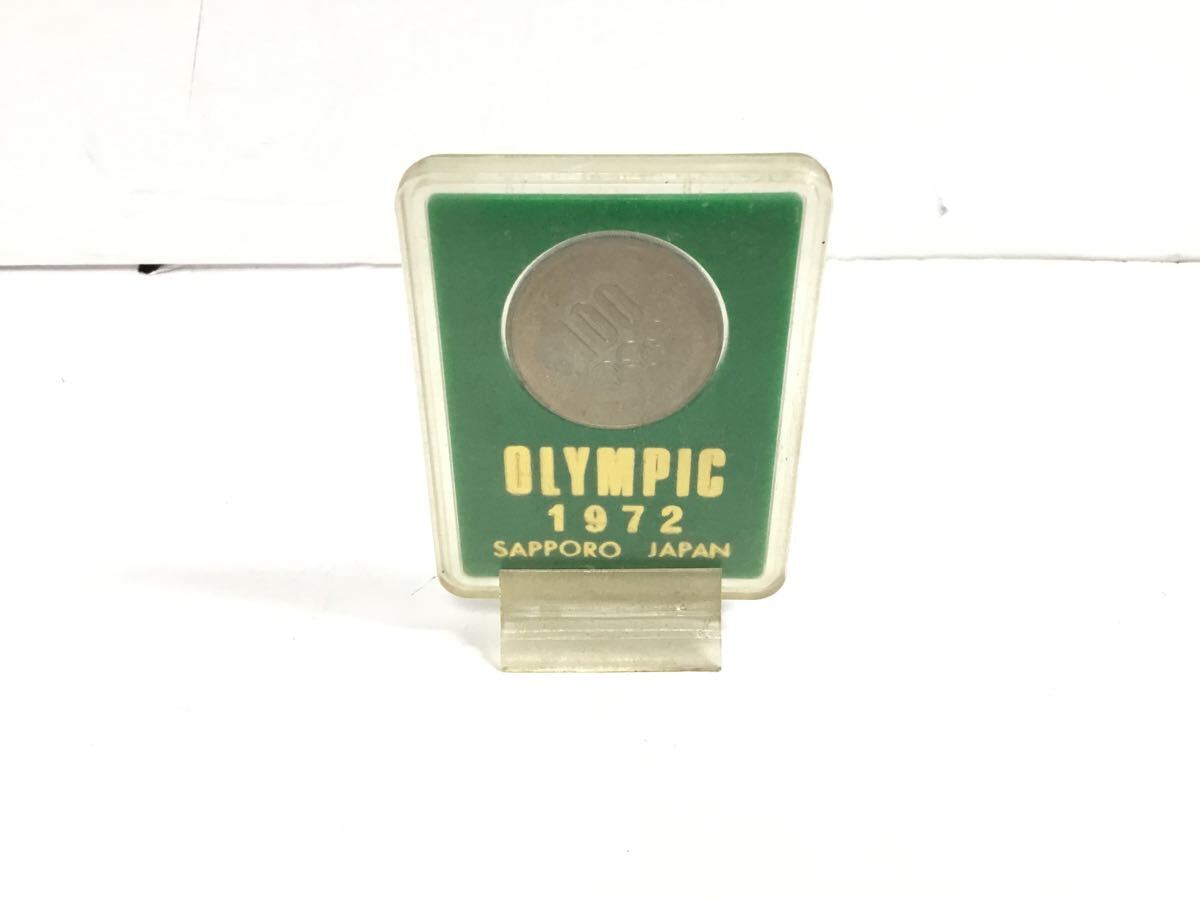 100
OLYMPIC
1972
SAPPORO JAPAN